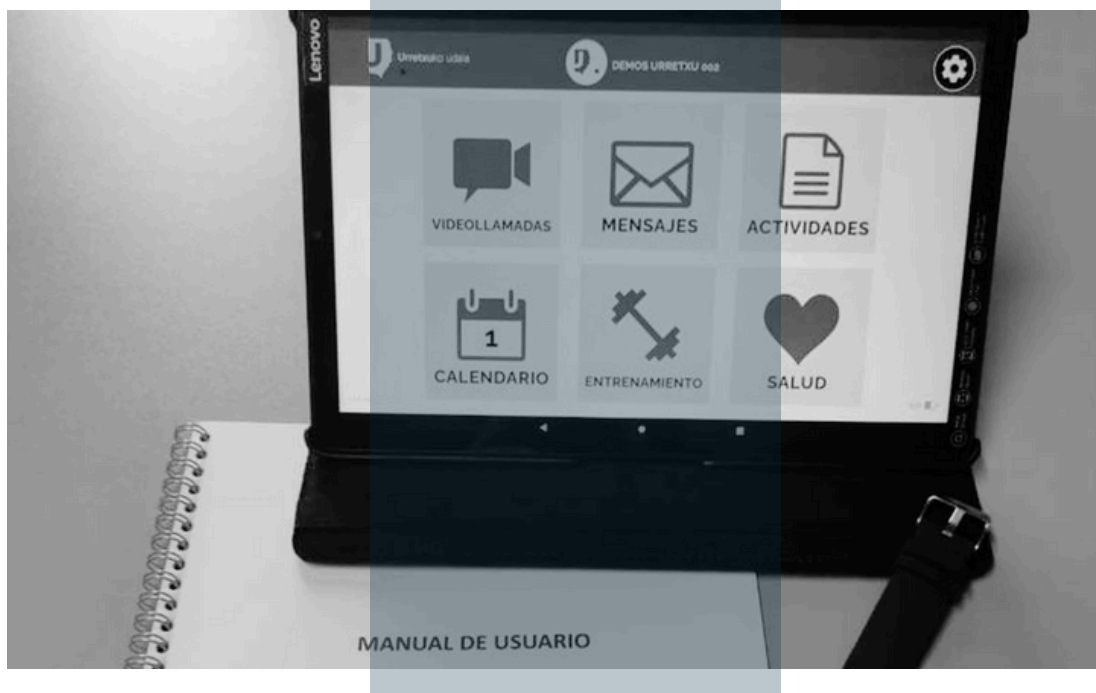 Lenovo
Urretxuko udala
DEMOS URRETXU 002
VIDEOLLAMADAS
MENSAJES
ACTIVIDADES
1
CALENDARIO
ENTRENAMIENTO
SALUD
MANUAL DE USUARIO